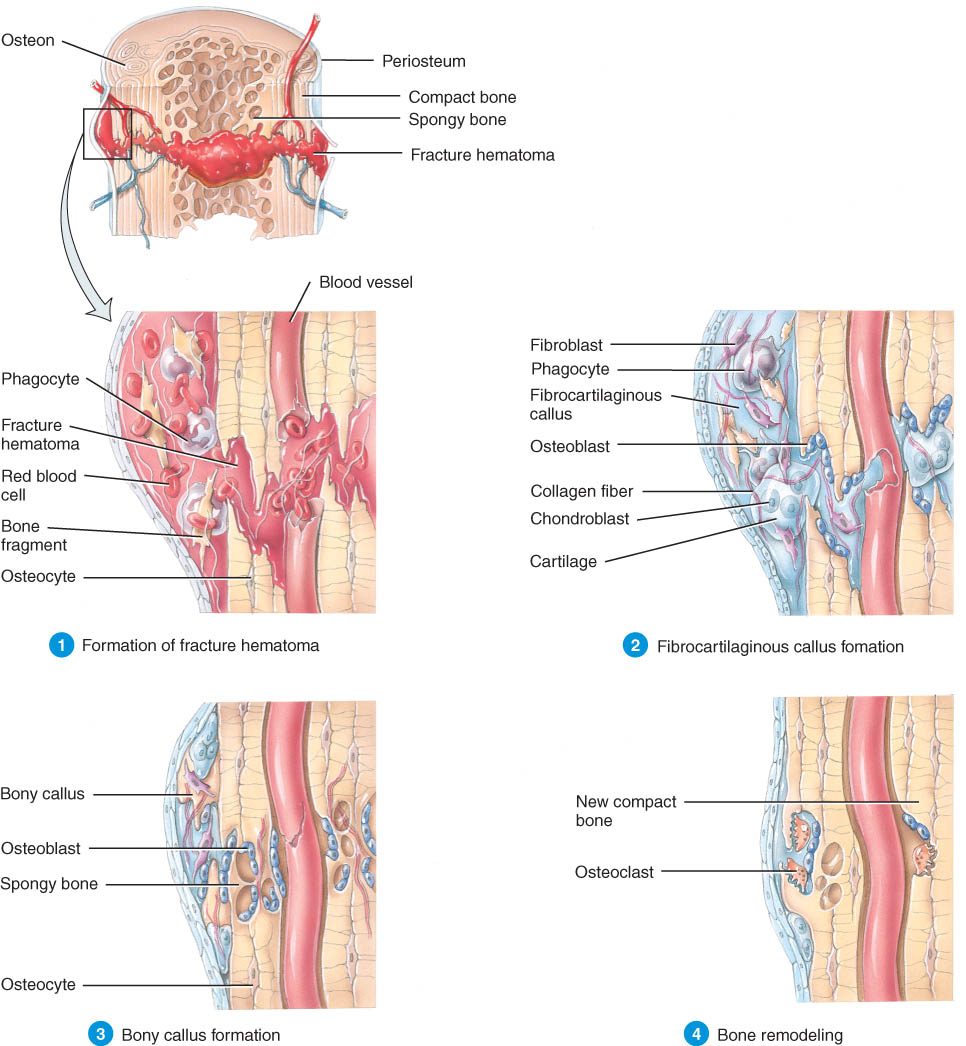 Osteon
Periosteum
Compact bone
Spongy bone
Fracture hematoma
Blood vessel
Phagocyte
Fracture
hematoma
Red blood
cell
Bone
fragment
Osteocyte
1 Formation of fracture hematoma
Fibroblast
Phagocyte
Fibrocartilaginous
callus
Osteoblast
Collagen fiber
Chondroblast
Cartilage
2 Fibrocartilaginous callus fomation
Bony callus
Osteoblast
Spongy bone
Osteocyte
3 Bony callus formation
New compact
bone
Osteoclast
4 Bone remodeling